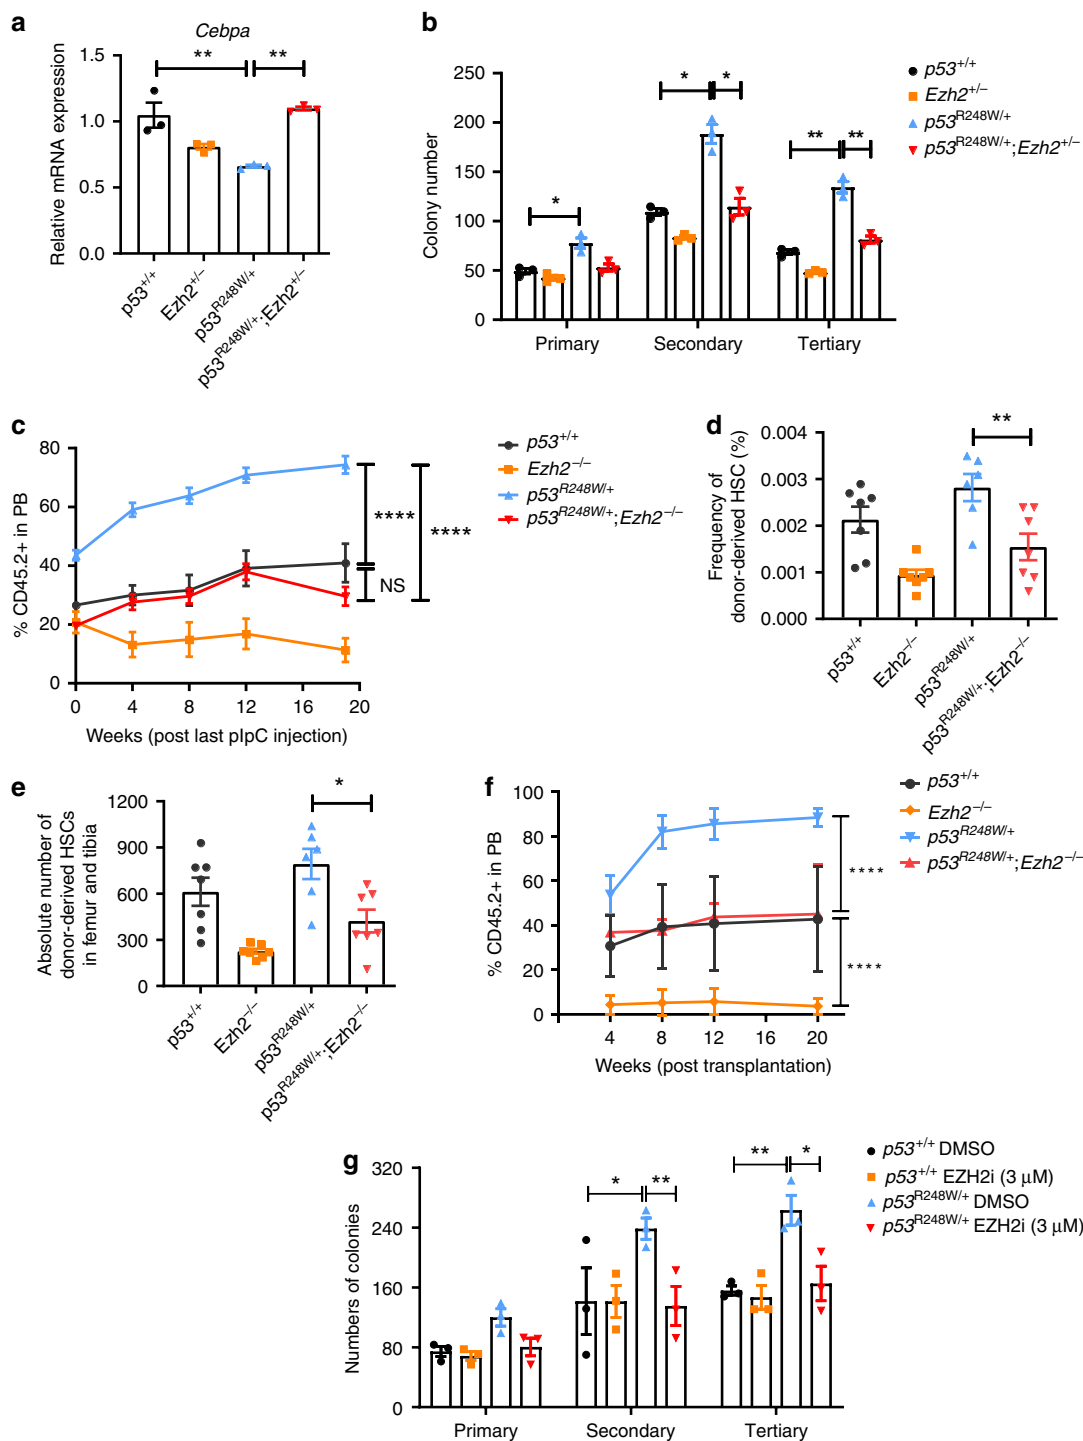 a
Cebpa
** **
Relative mRNA expression
1.5
1.0
0.5
0.0
p53+/+
Ezh2+/–
p53R248W/+
p53R248W/+;Ezh2+/–
b
Colony number
250
200
150
100
50
0
*
* *
** **
Primary Secondary Tertiary
p53+/+
Ezh2+/–
p53R248W/+
p53R248W/+;Ezh2+/–
c
% CD45.2+ in PB
80
60
40
20
0
0 4 8 12 16 20
Weeks (post last pIpC injection)
****
NS
****
p53+/+
Ezh2–/–
p53R248W/+
p53R248W/+;Ezh2–/–
d
Frequency of
donor-derived HSC (%)
0.004
0.003
0.002
0.001
0.000
**
p53+/+
Ezh2–/–
p53R248W/+
p53R248W/+;Ezh2–/–
e
Absolute number of
donor-derived HSCs
in femur and tibia
1200
900
600
300
0
*
p53+/+
Ezh2–/–
p53R248W/+
p53R248W/+;Ezh2–/–
f
% CD45.2+ in PB
100
80
60
40
20
0
4 8 12 16 20
Weeks (post transplantation)
****
****
p53+/+
Ezh2–/–
p53R248W/+
p53R248W/+;Ezh2–/–
g
Numbers of colonies
320
240
160
80
0
* **
** *
Primary Secondary Tertiary
p53+/+ DMSO
p53+/+ EZH2i (3 μM)
p53R248W/+ DMSO
p53R248W/+ EZH2i (3 μM)